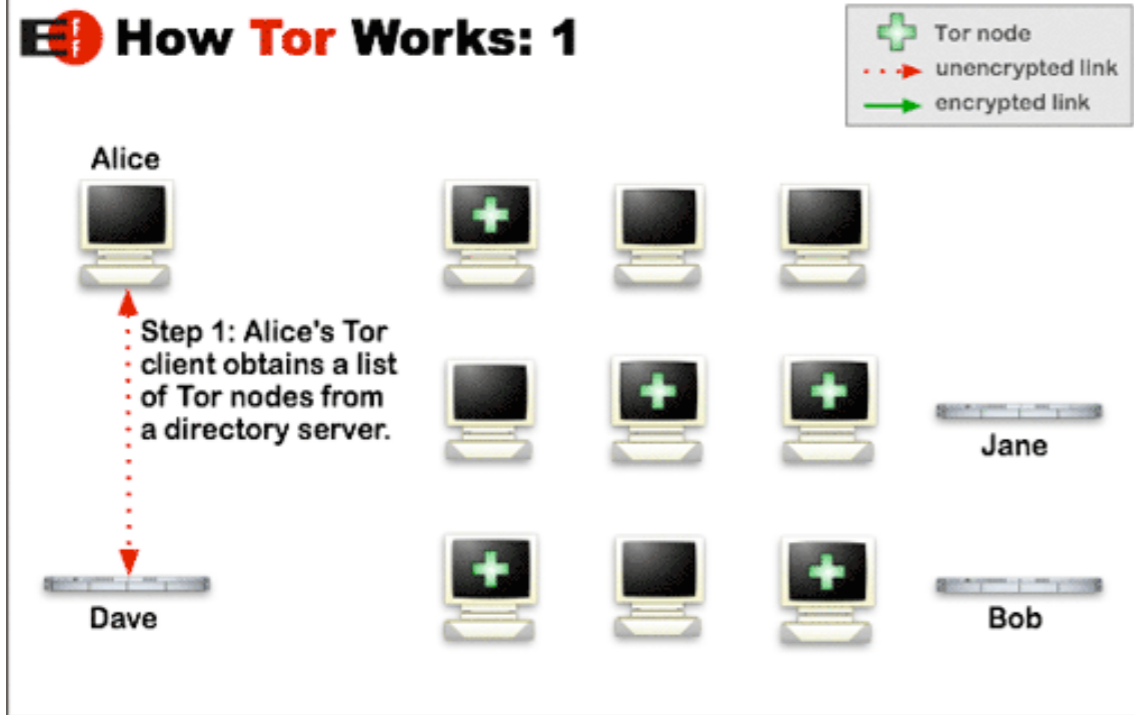 EFF How Tor Works: 1
Tor node
unencrypted link
encrypted link
Alice
Step 1: Alice's Tor
client obtains a list
of Tor nodes from
a directory server.
Jane
Dave
Bob